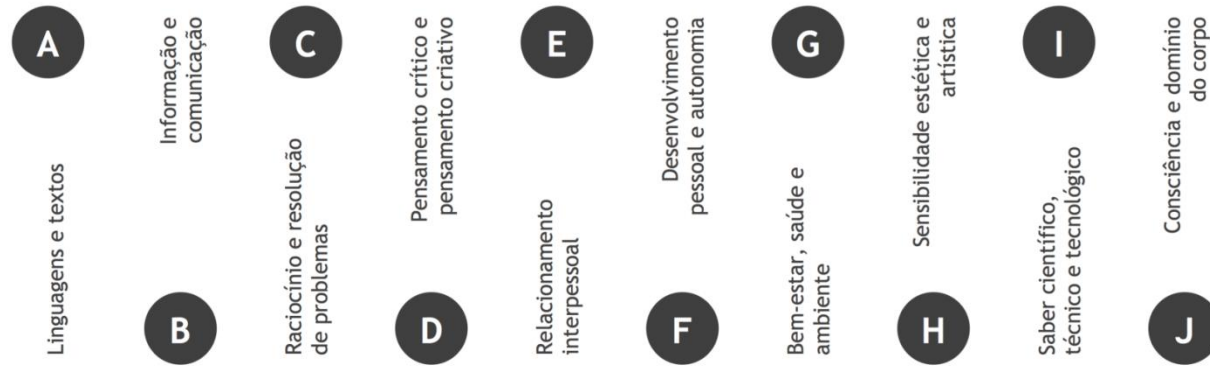 A
Linguagens e textos
Informação e
comunicação
B
C
Raciocínio e resolução
de problemas
Pensamento crítico e
pensamento criativo
D
E
Relacionamento
interpessoal
Desenvolvimento
pessoal e autonomia
F
G
Bem-estar, saúde e
ambiente
Sensibilidade estética e
artística
H
I
Saber científico,
técnico e tecnológico
Consciência e domínio
do corpo
J